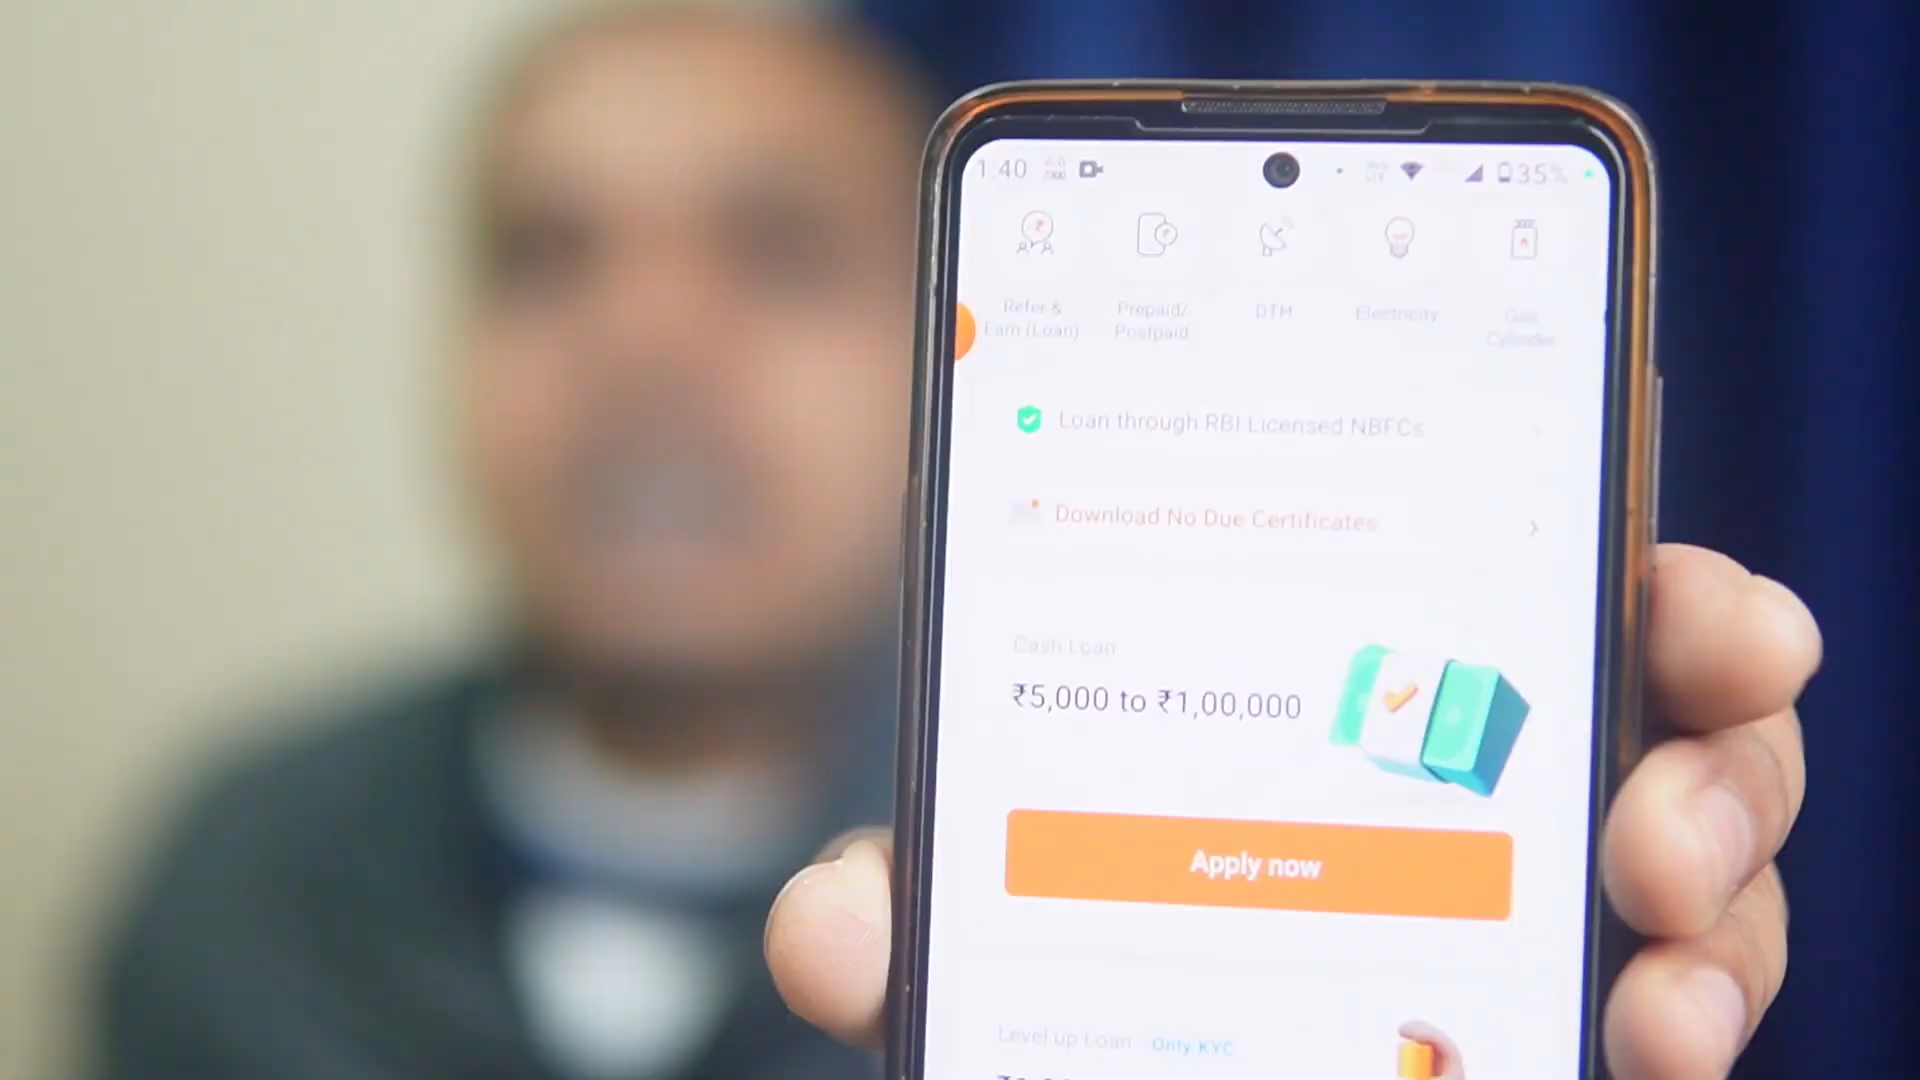 1:40
35%
Refer &
Earn (Loan)
Prepaid/
Postpaid
DTH
Electricity
Gas
Cylinder
Loan through RBI Licensed NBFCs
Download No Due Certificates
Cash Loan
₹5,000 to ₹1,00,000
Apply now
Level up Loan Only KYC